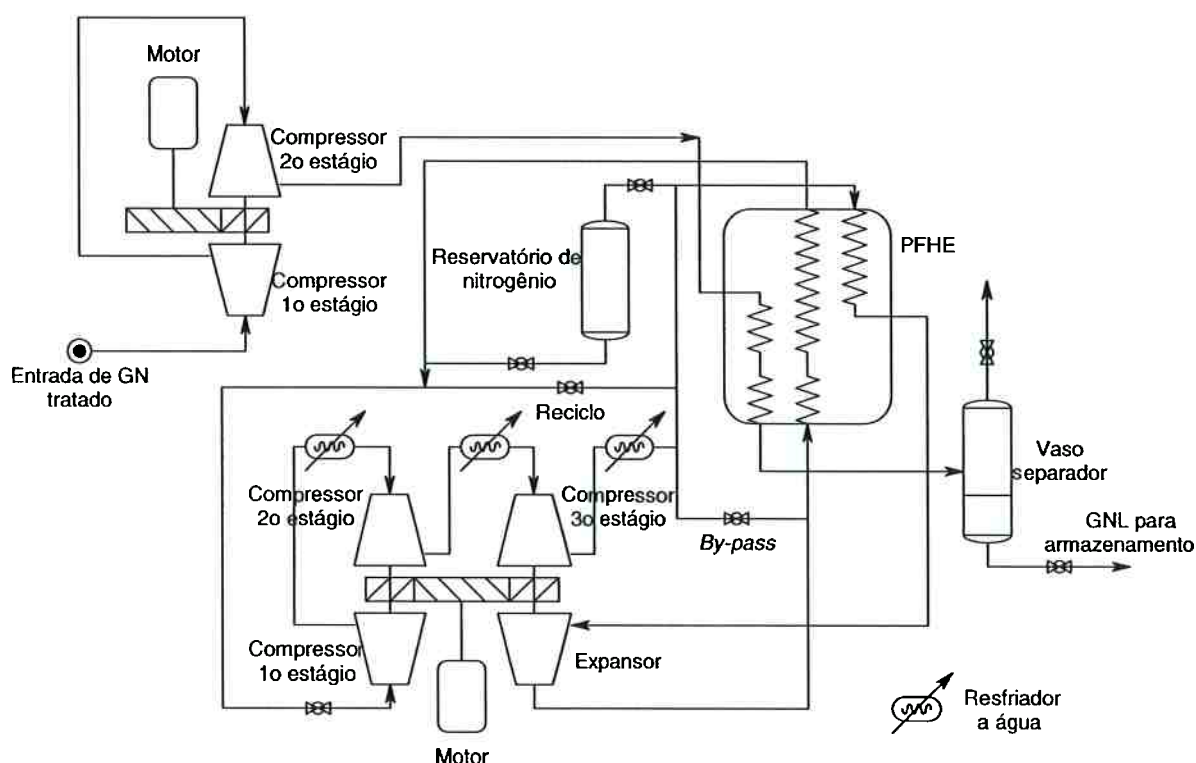 Motor
Compressor
2o estágio
Compressor
1o estágio
Entrada de GN
tratado
Reservatório de
nitrogênio
PFHE
Reciclo
Compressor
2o estágio
Compressor
3o estágio
By-pass
Vaso
separador
GNL para
armazenamento
Compressor
1o estágio
Expansor
Motor
Resfriador
a água